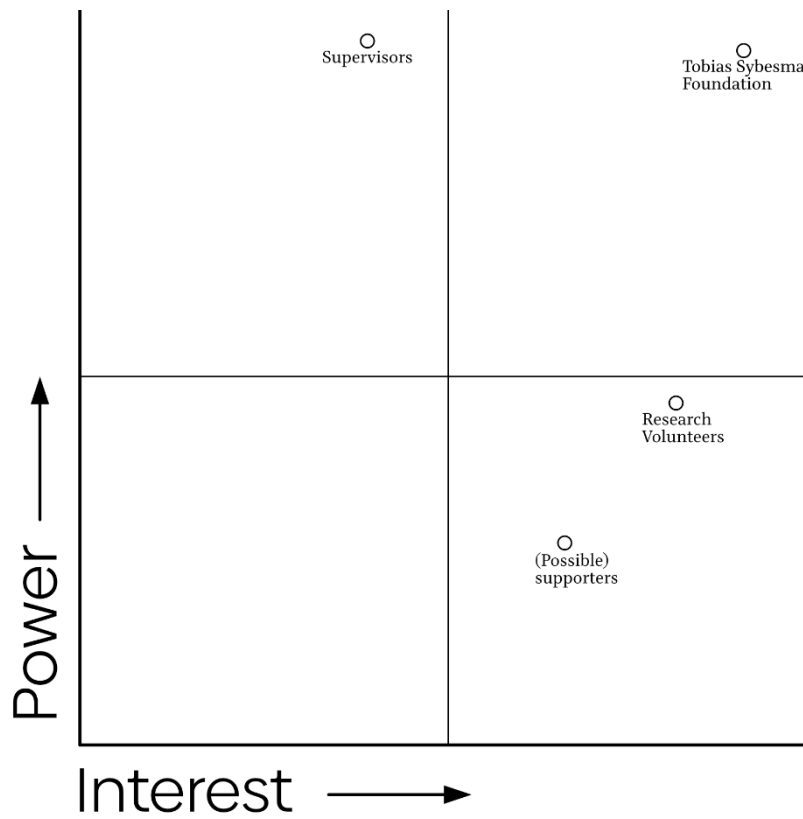 Supervisors
Tobias Sybesma
Foundation
Research
Volunteers
(Possible)
supporters
Power
Interest